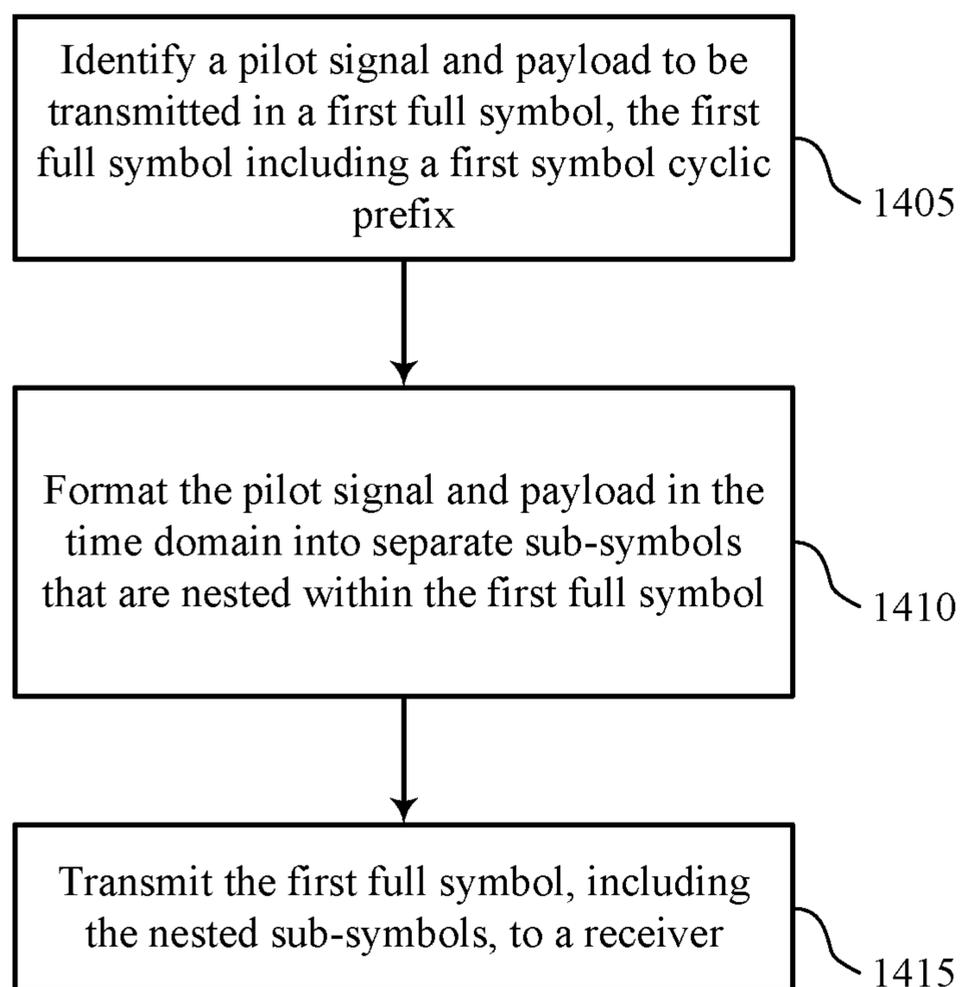 Identify a pilot signal and payload to be
transmitted in a first full symbol, the first
full symbol including a first symbol cyclic
prefix
1405
Format the pilot signal and payload in the
time domain into separate sub-symbols
that are nested within the first full symbol
1410
Transmit the first full symbol, including
the nested sub-symbols, to a receiver
1415